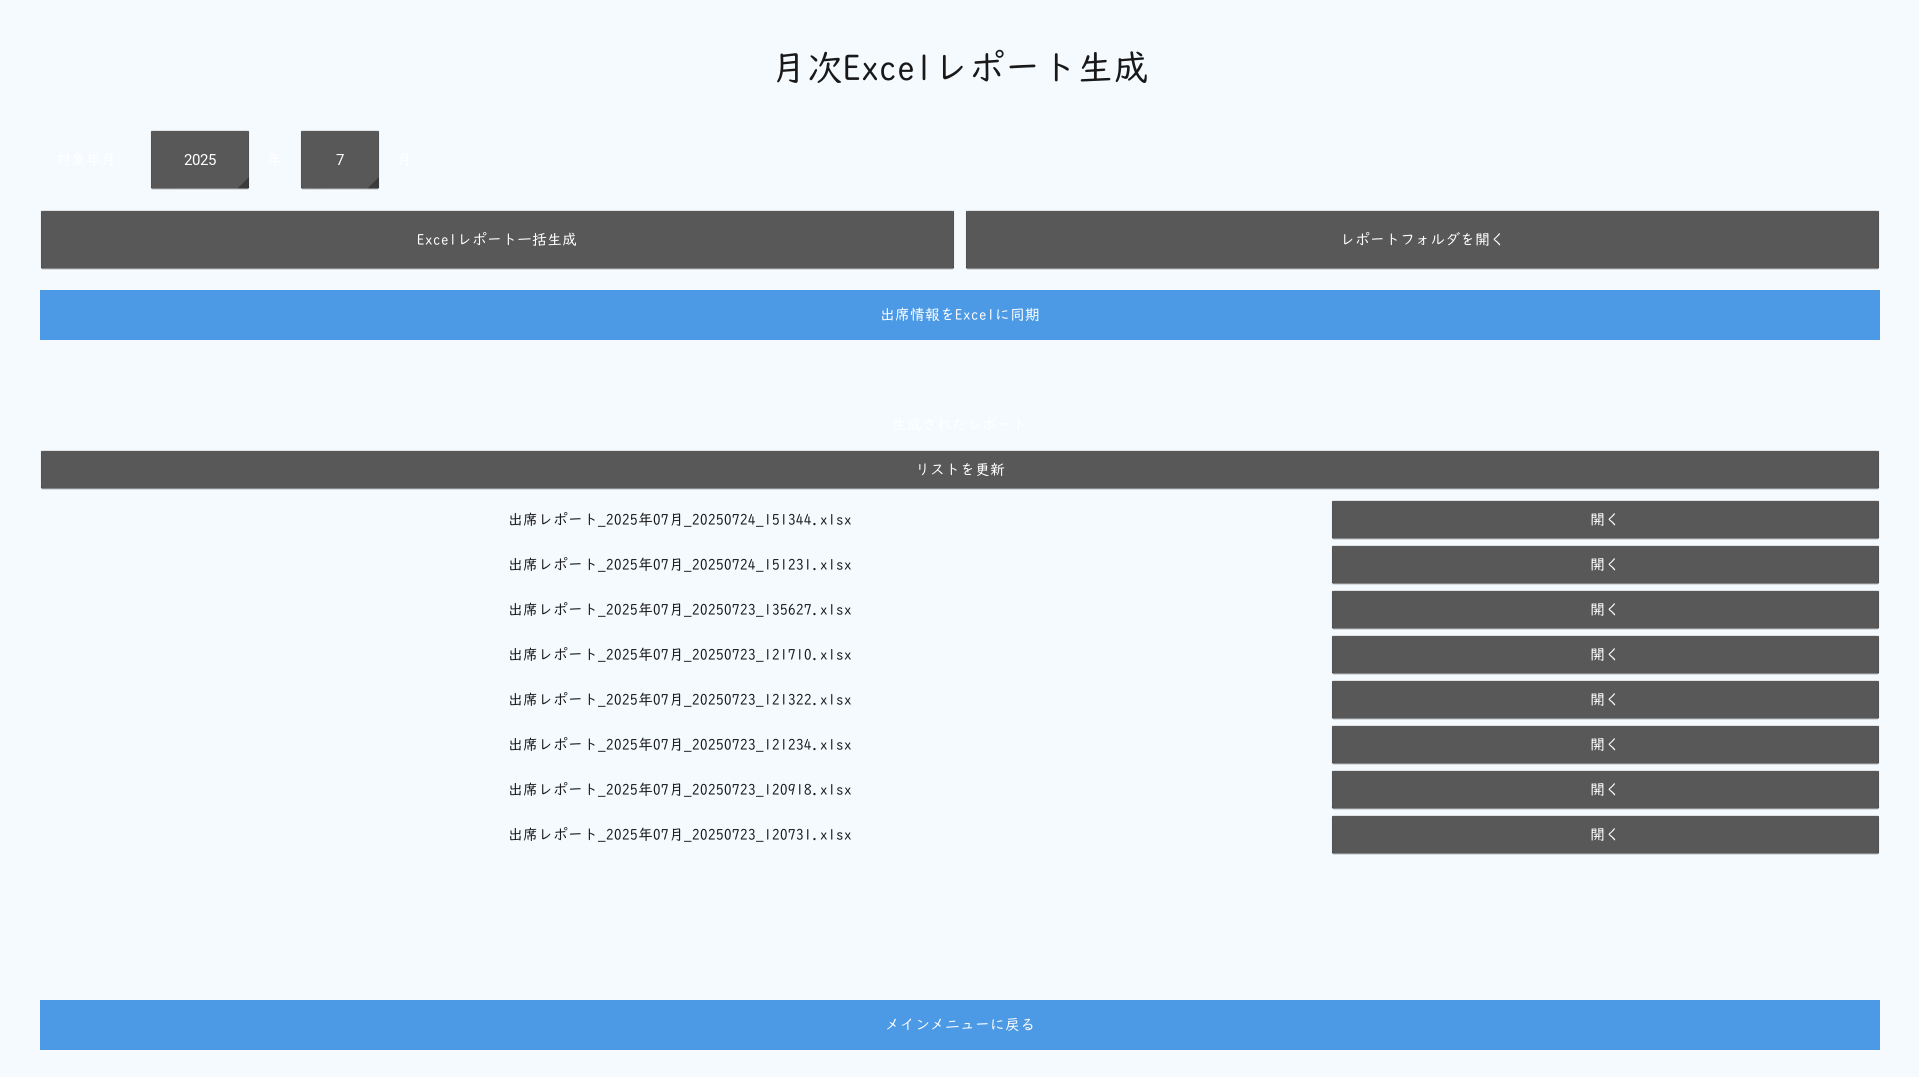 月次Excelレポート生成
対象年月: 2025 年 7 月
Excelレポート一括生成 レポートフォルダを開く
出席情報をExcelに同期
生成されたレポート
リストを更新
出席レポート_2025年07月_20250724_151344.xlsx 開く
出席レポート_2025年07月_20250724_151231.xlsx 開く
出席レポート_2025年07月_20250723_135627.xlsx 開く
出席レポート_2025年07月_20250723_121710.xlsx 開く
出席レポート_2025年07月_20250723_121322.xlsx 開く
出席レポート_2025年07月_20250723_121234.xlsx 開く
出席レポート_2025年07月_20250723_120918.xlsx 開く
出席レポート_2025年07月_20250723_120731.xlsx 開く
メインメニューに戻る